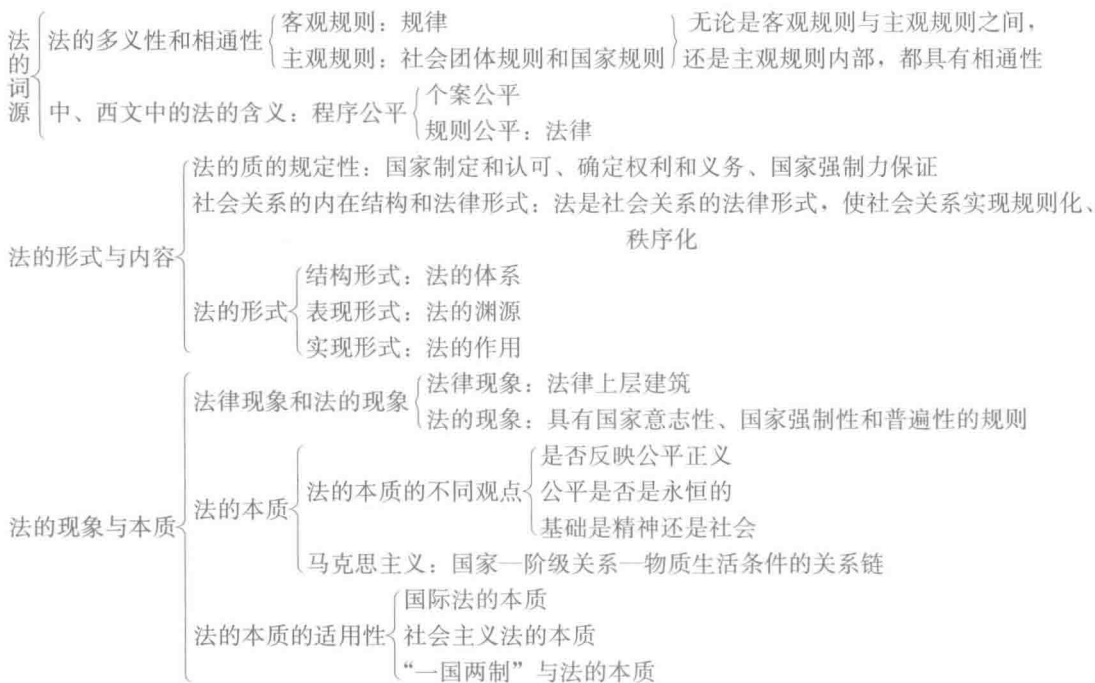 法的词源
法的多义性和相通性
客观规则：规律
主观规则：社会团体规则和国家规则
无论是客观规则与主观规则之间，
还是主观规则内部，都具有相通性
中、西文中的法的含义：程序公平
个案公平
规则公平：法律
法的形式与内容
法的质的规定性：国家制定和认可、确定权利和义务、国家强制力保证
社会关系的内在结构和法律形式：法是社会关系的法律形式，使社会关系实现规则化、
秩序化
法的形式
结构形式：法的体系
表现形式：法的渊源
实现形式：法的作用
法的现象与本质
法律现象和法的现象
法律现象：法律上层建筑
法的现象：具有国家意志性、国家强制性和普遍性的规则
法的本质
法的本质的不同观点
是否反映公平正义
公平是否是永恒的
基础是精神还是社会
马克思主义：国家—阶级关系—物质生活条件的关系链
法的本质的适用性
国际法的本质
社会主义法的本质
“一国两制”与法的本质